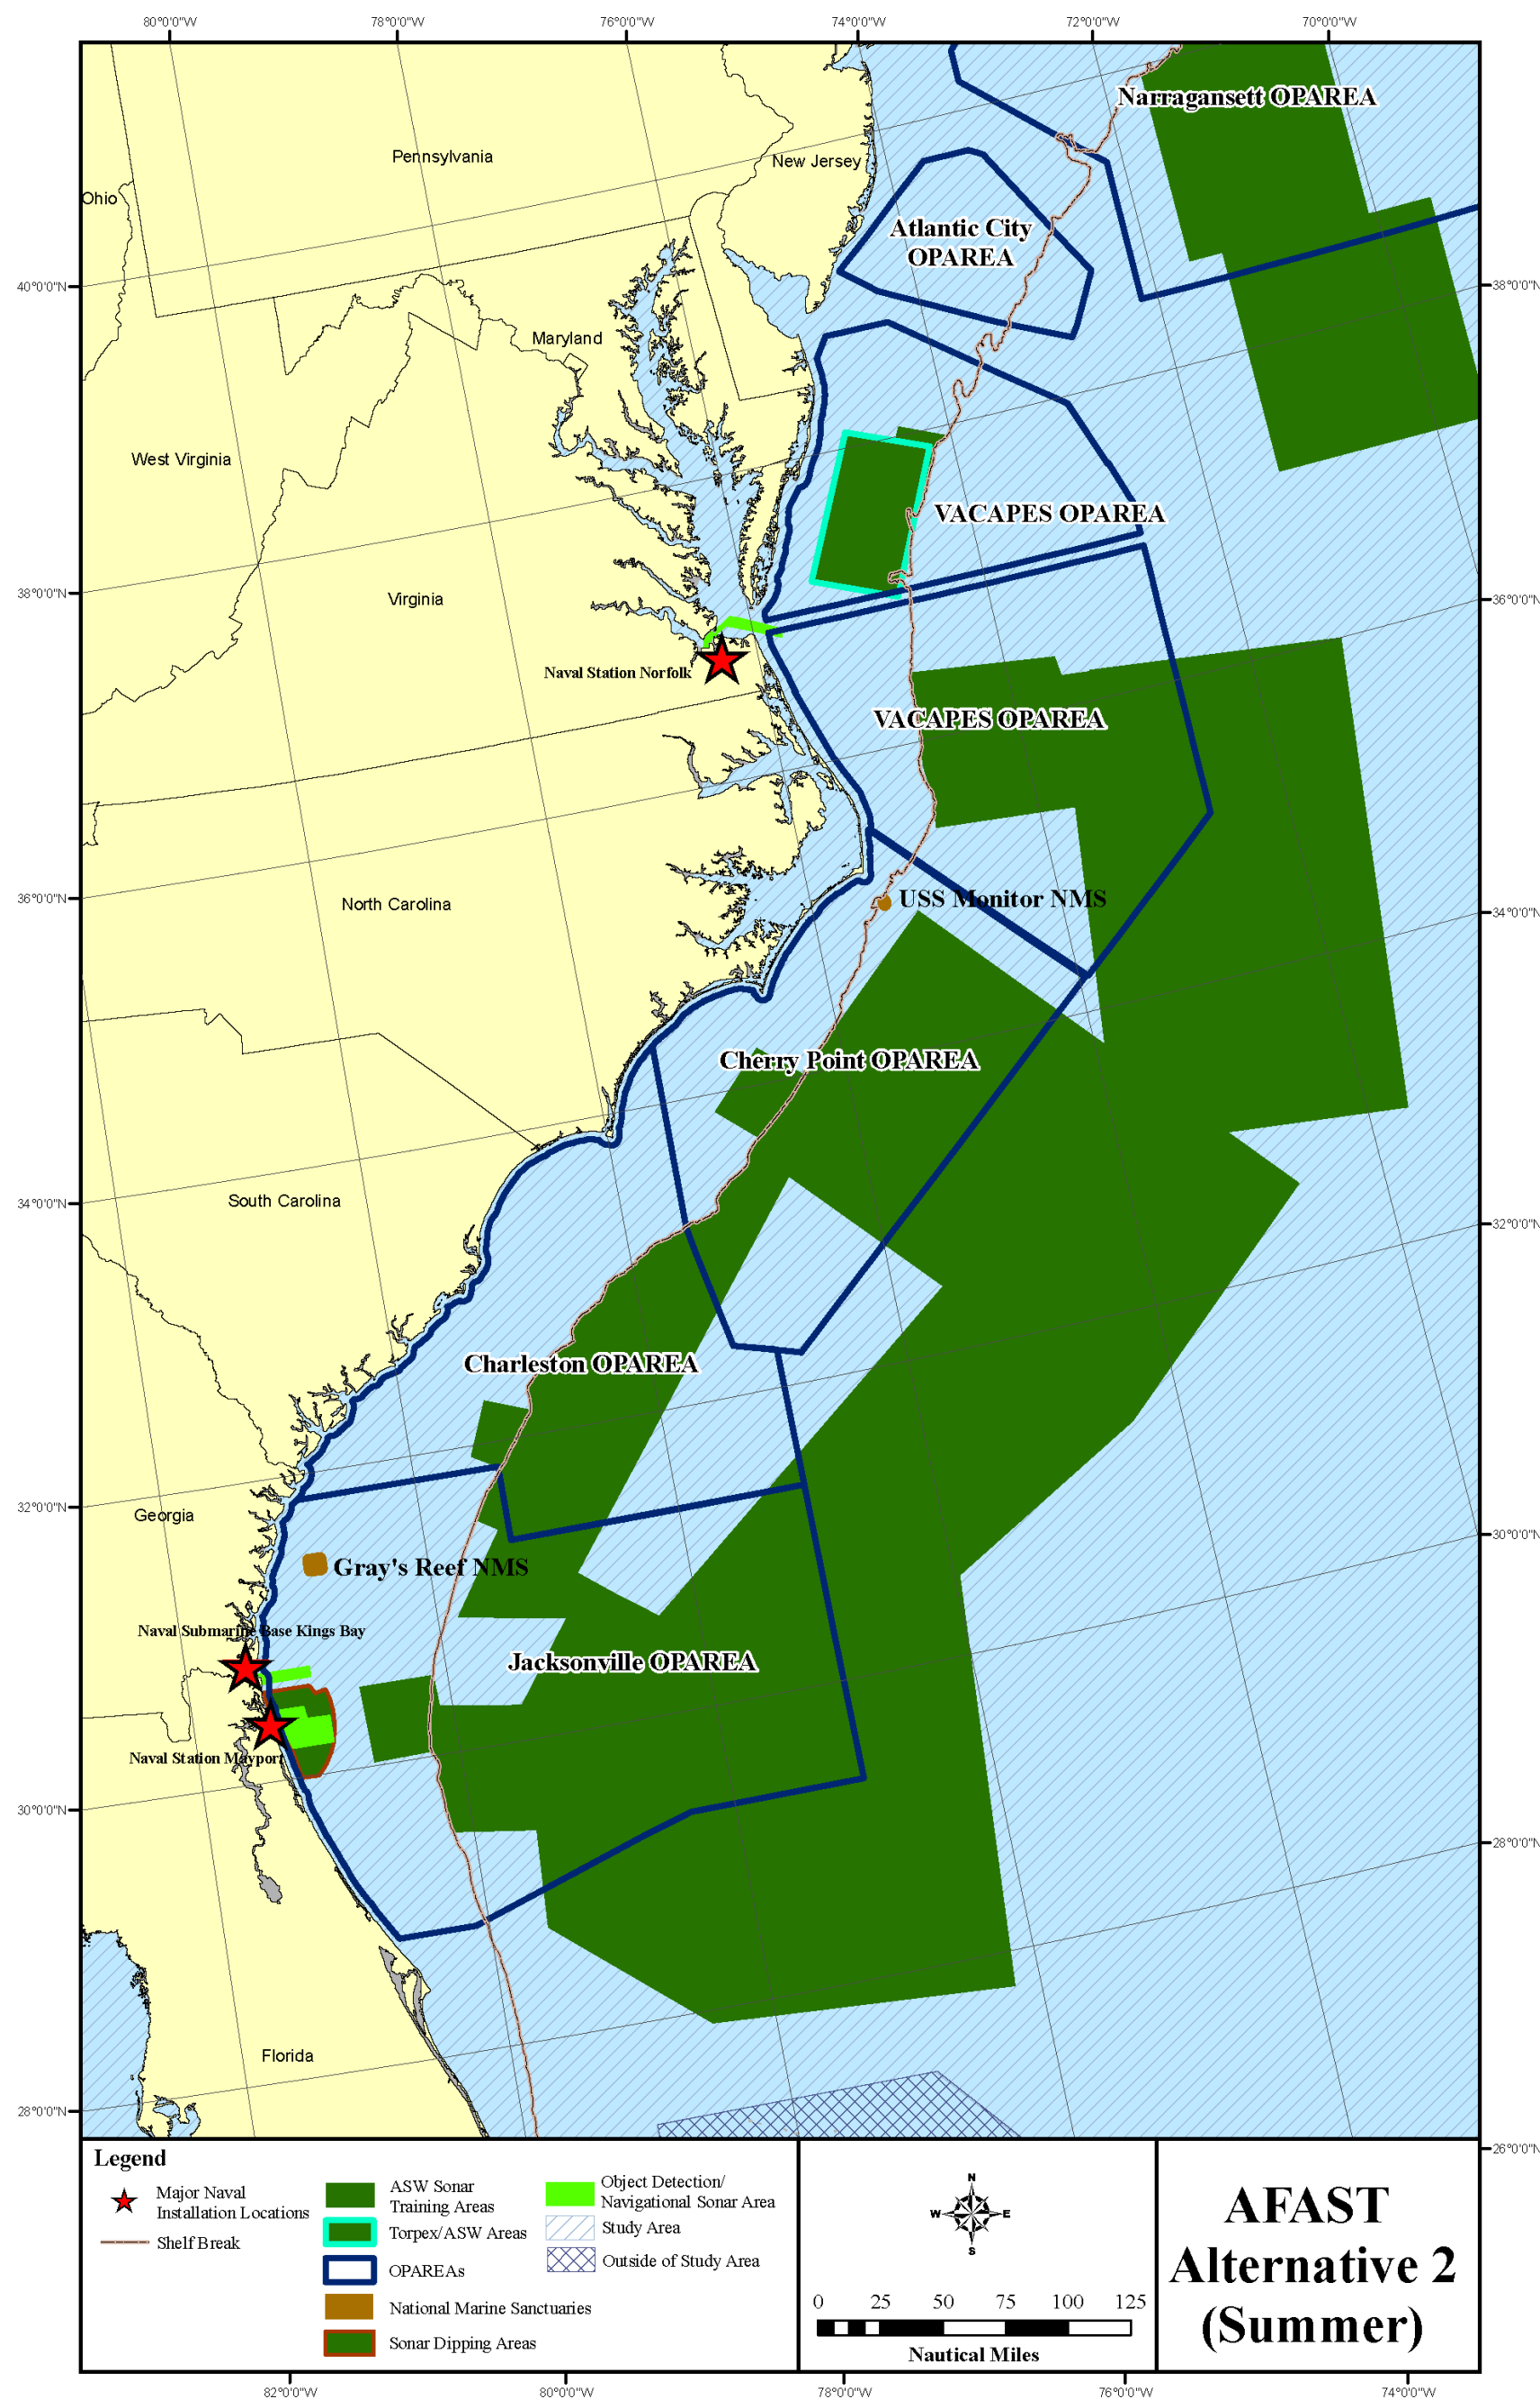 80°0'0"W
78°0'0"W
76°0'0"W
74°0'0"W
72°0'0"W
70°0'0"W
Narragansett OPAREA
Pennsylvania
New Jersey
Ohio
Atlantic City
OPAREA
40°0'0"N
38°0'0"N
Maryland
West Virginia
VACAPES OPAREA
38°0'0"N
36°0'0"N
Virginia
Naval Station Norfolk
VACAPES OPAREA
36°0'0"N
USS Monitor NMS
North Carolina
34°0'0"N
Cherry Point OPAREA
34°0'0"N
South Carolina
32°0'0"N
Charleston OPAREA
32°0'0"N
Georgia
30°0'0"N
Gray's Reef NMS
Naval Submarine Base Kings Bay
Jacksonville OPAREA
Naval Station Mayport
30°0'0"N
28°0'0"N
Florida
28°0'0"N
26°0'0"N
Legend
Major Naval
Installation Locations
Shelf Break
ASW Sonar
Training Areas
Torpex/ASW Areas
OPAREAs
National Marine Sanctuaries
Sonar Dipping Areas
Object Detection/
Navigational Sonar Area
Study Area
Outside of Study Area
N
W
E
S
0 25 50 75 100 125
Nautical Miles
AFAST
Alternative 2
(Summer)
82°0'0"W
80°0'0"W
78°0'0"W
76°0'0"W
74°0'0"W